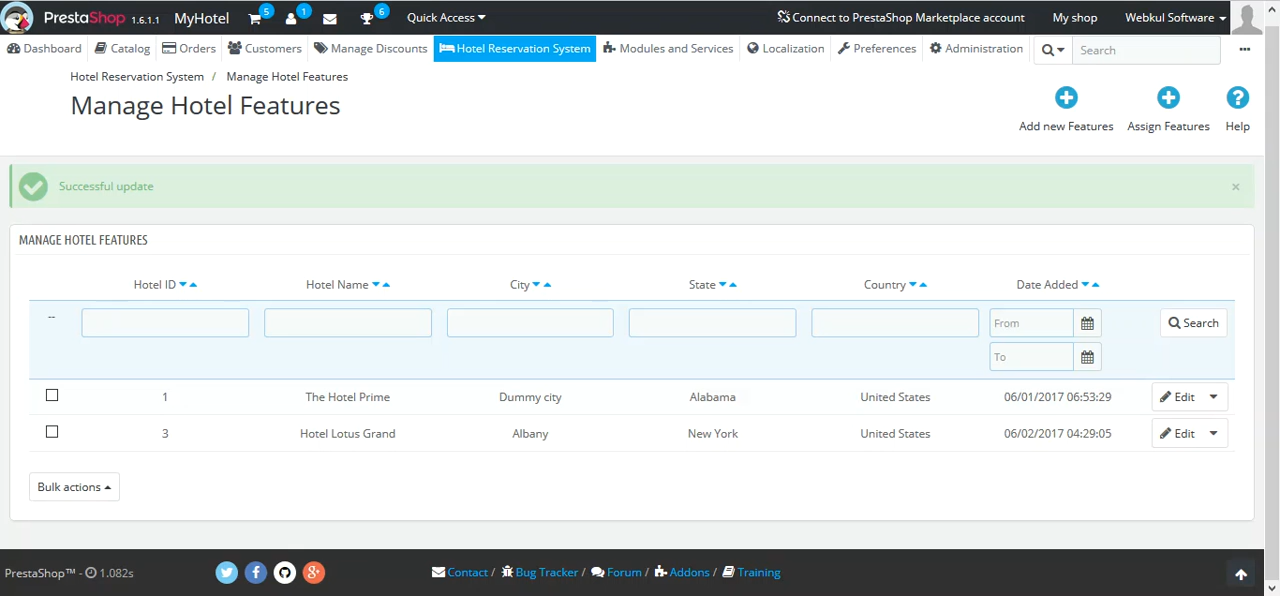 PrestaShop 1.6.1.1 MyHotel 5 1 6 Quick Access Connect to PrestaShop Marketplace account My shop Webkul Software
Dashboard Catalog Orders Customers Manage Discounts Hotel Reservation System Modules and Services Localization Preferences Administration Search
Hotel Reservation System / Manage Hotel Features
Manage Hotel Features
Add new Features Assign Features Help
Successful update ×
MANAGE HOTEL FEATURES
Hotel ID Hotel Name City State Country Date Added
-- From Search
To
1 The Hotel Prime Dummy city Alabama United States 06/01/2017 06:53:29 Edit
3 Hotel Lotus Grand Albany New York United States 06/02/2017 04:29:05 Edit
Bulk actions
PrestaShop™ - 1.082s Contact / Bug Tracker / Forum / Addons / Training